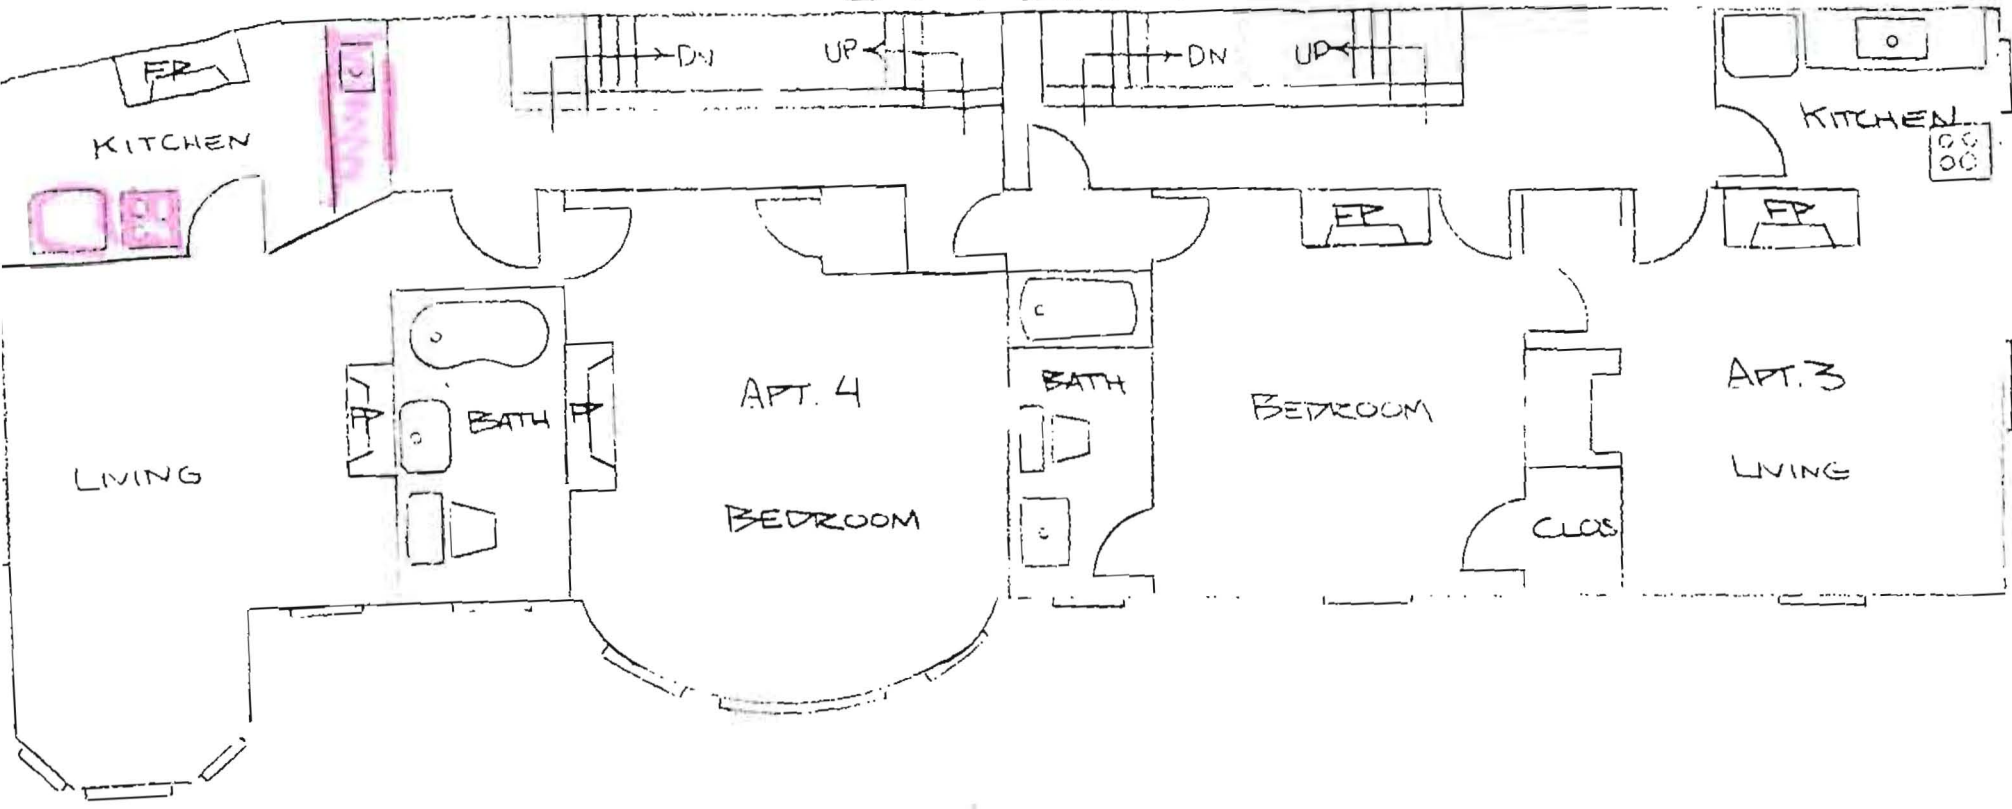 FP
DN
UP
DN
UP
KITCHEN
KITCHEN
FP
FP
APT. 4
BATH
APT. 3
FP
BATH
FP
BEDROOM
LIVING
LIVING
BEDROOM
CLOS